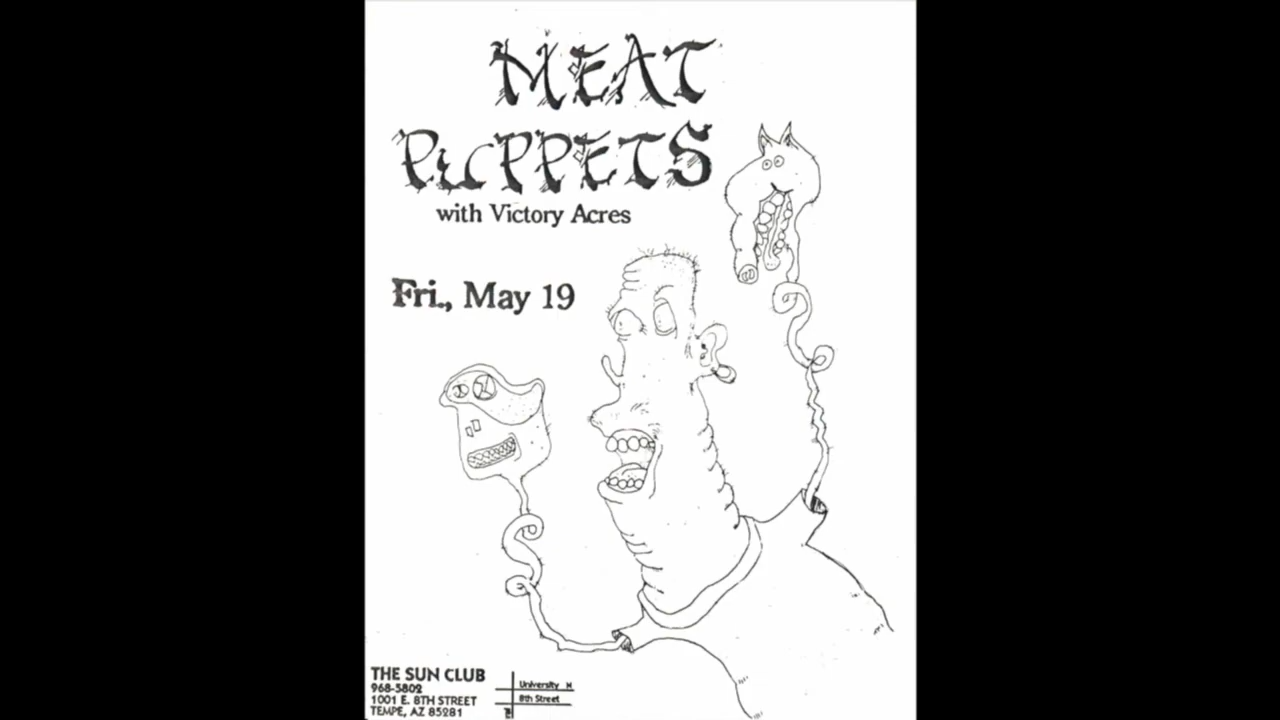 MEAT
PUPPETS
with Victory Acres
Fri., May 19
THE SUN CLUB
968-5802
1001 E. 8TH STREET
TEMPE, AZ 85281
University
8th Street